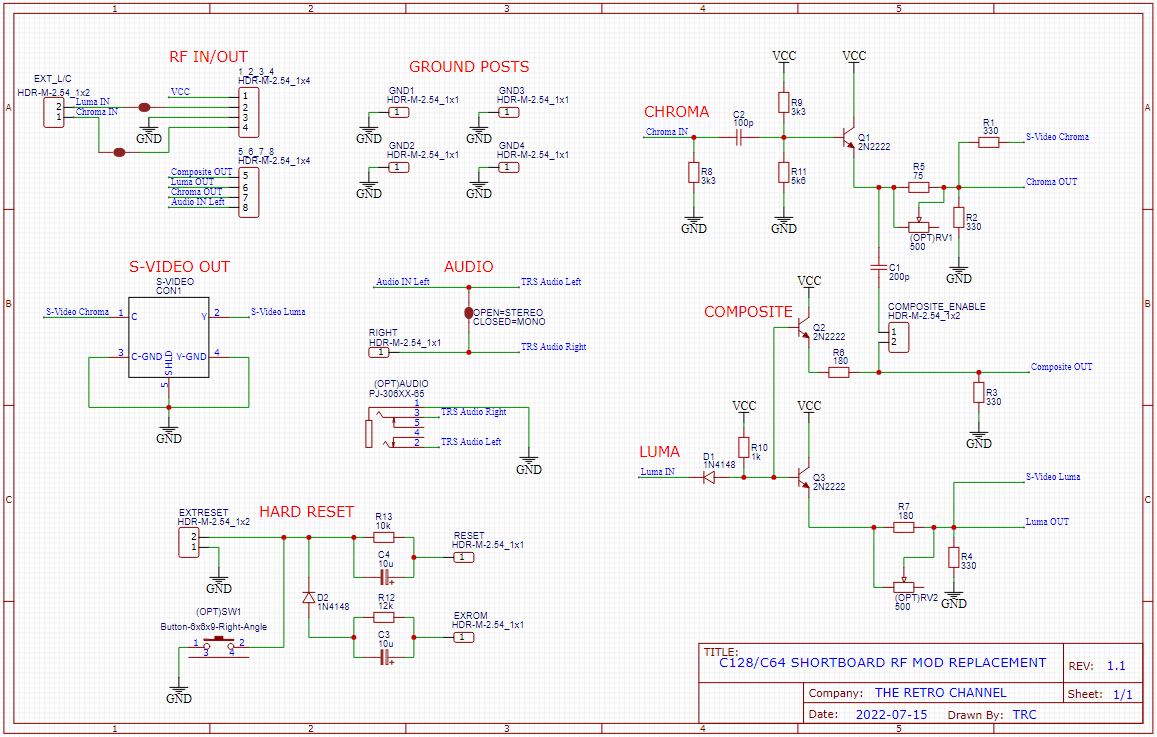 1 2 3 4 5
A
B
C
RF IN/OUT
EXT_L/C
HDR-M-2.54_1x2
2
1
Luma IN
Chroma IN
VCC
GND
1_2_3_4
HDR-M-2.54_1x4
1
2
3
4
5_6_7_8
HDR-M-2.54_1x4
Composite OUT
Luma OUT
Chroma OUT
Audio IN Left
5
6
7
8
GROUND POSTS
GND1
HDR-M-2.54_1x1
1
GND
GND3
HDR-M-2.54_1x1
1
GND
GND2
HDR-M-2.54_1x1
1
GND
GND4
HDR-M-2.54_1x1
1
GND
CHROMA
Chroma IN
R8
3k3
GND
C2
100p
VCC
R9
3k3
R11
5k6
GND
VCC
Q1
2N2222
R5
75
(OPT)RV1
500
R1
330
S-Video Chroma
Chroma OUT
R2
330
GND
C1
200p
COMPOSITE_ENABLE
HDR-M-2.54_1x2
1
2
S-VIDEO OUT
S-VIDEO
CON1
S-Video Chroma
1
C
Y
2
S-Video Luma
3
C-GND
Y-GND
4
SHLD
5
GND
AUDIO
Audio IN Left
TRS Audio Left
OPEN=STEREO
CLOSED=MONO
RIGHT
HDR-M-2.54_1x1
1
TRS Audio Right
(OPT)AUDIO
PJ-306XX-65
1
3
5
4
2
TRS Audio Right
TRS Audio Left
GND
COMPOSITE
VCC
Q2
2N2222
R6
180
Composite OUT
R3
330
GND
LUMA
Luma IN
D1
1N4148
VCC
R10
1k
VCC
Q3
2N2222
R7
180
(OPT)RV2
500
S-Video Luma
Luma OUT
R4
330
GND
HARD RESET
EXTRESET
HDR-M-2.54_1x2
2
1
GND
(OPT)SW1
Button-6x6x9-Right-Angle
1
2
3
4
GND
D2
1N4148
R13
10k
C4
10u
+
RESET
HDR-M-2.54_1x1
1
R12
12k
C3
10u
+
EXROM
HDR-M-2.54_1x1
1
TITLE:
C128/C64 SHORTBOARD RF MOD REPLACEMENT
REV: 1.1
Company: THE RETRO CHANNEL
Sheet: 1/1
Date: 2022-07-15 Drawn By: TRC
A
B
C
1 2 3 4 5